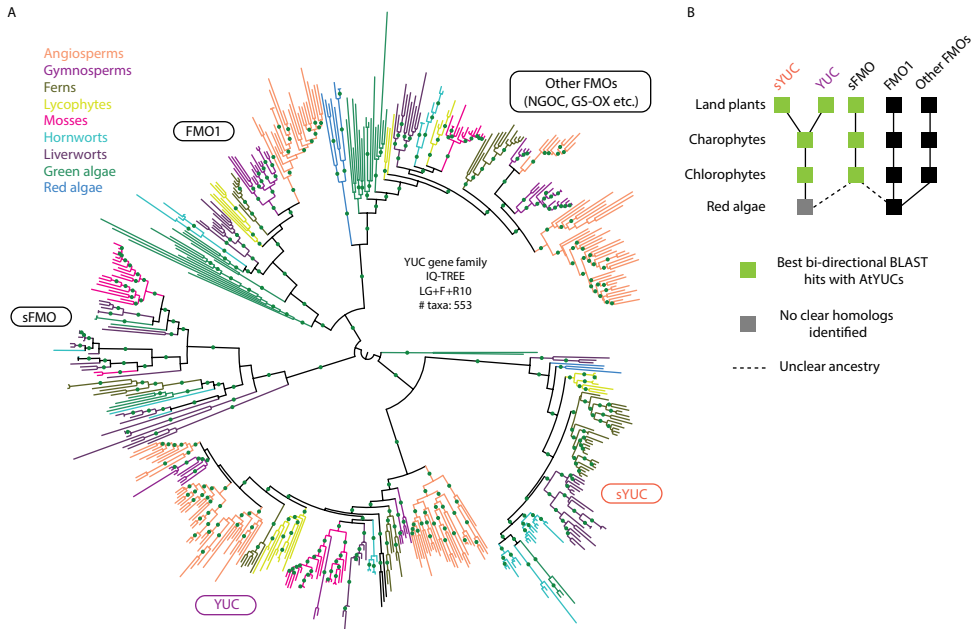 A
Angiosperms
Gymnosperms
Ferns
Lycophytes
Mosses
Hornworts
Liverworts
Green algae
Red algae
FMO1
Other FMOs
(NGOC, GS-OX etc.)
YUC gene family
IQ-TREE
LG+F+R10
# taxa: 553
sFMO
sYUC
YUC
B
sYUC
YUC
sFMO
FMO1
Other FMOs
Land plants
Charophytes
Chlorophytes
Red algae
Best bi-directional BLAST
hits with AtYUCs
No clear homologs
identified
Unclear ancestry